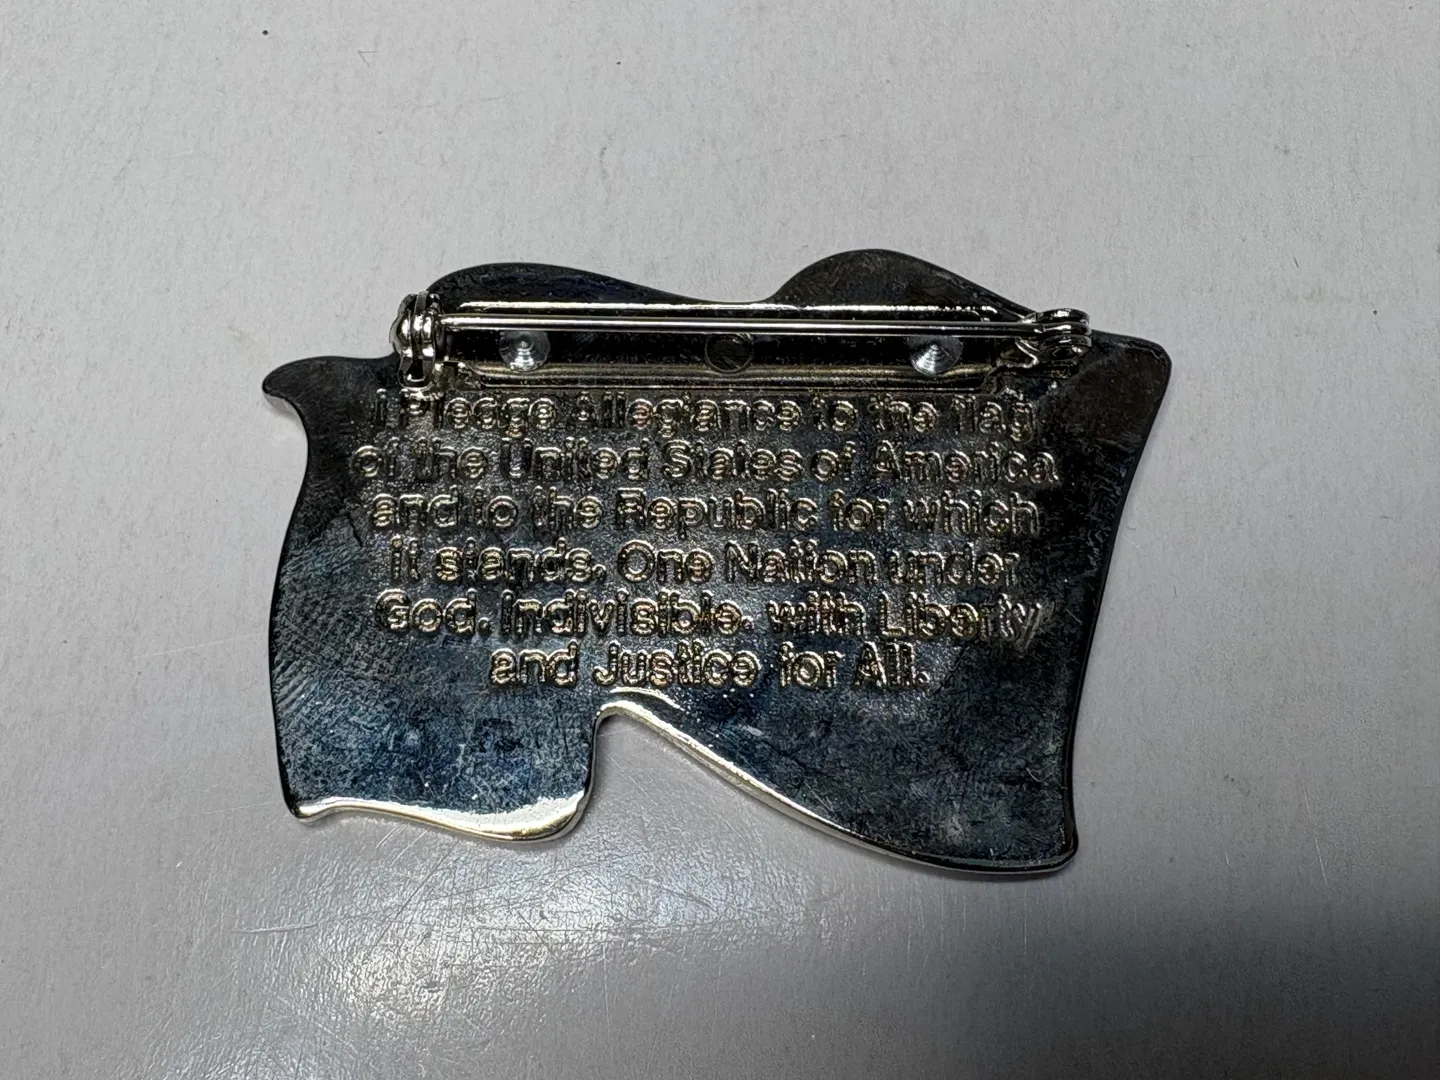 I Pledge Allegiance to the flag
of the United States of America
and to the Republic for which
it stands. One Nation under
God. Indivisible. with Liberty
and Justice for All.